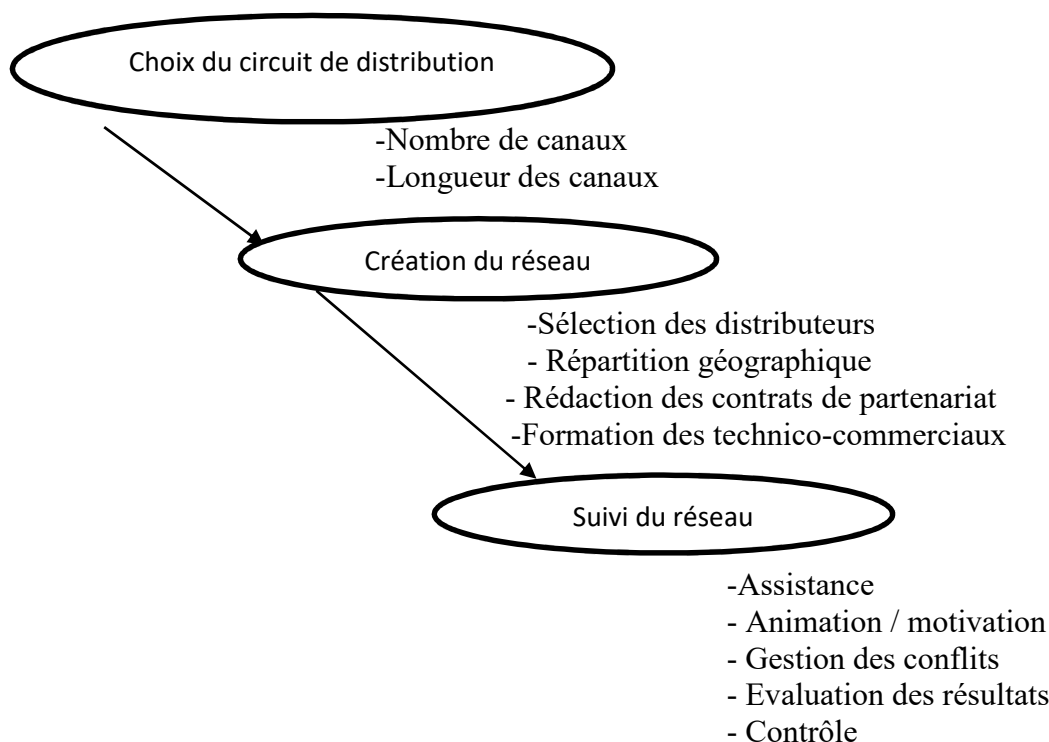 Choix du circuit de distribution
-Nombre de canaux
-Longueur des canaux
Création du réseau
-Sélection des distributeurs
- Répartition géographique
- Rédaction des contrats de partenariat
-Formation des technico-commerciaux
Suivi du réseau
-Assistance
- Animation / motivation
- Gestion des conflits
- Evaluation des résultats
- Contrôle